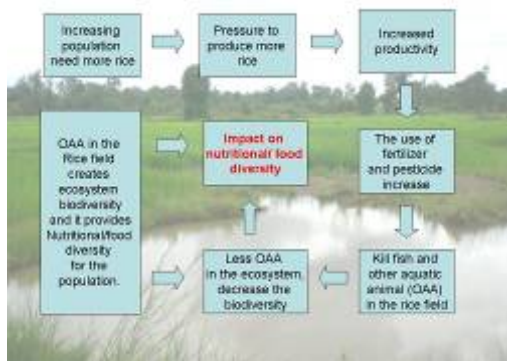 Increasing
population
need more rice
Pressure to
produce more
rice
Increased
productivity
OAA in the
Rice field
creates
ecosystem
biodiversity
and it provides
Nutritional/food
diversity
for the
population.
Impact on
nutritional/ food
diversity
The use of
fertilizer
and pesticide
increase
Less OAA
in the ecosystem,
decrease the
biodiversity
Kill fish and
other aquatic
animal (OAA)
in the rice field